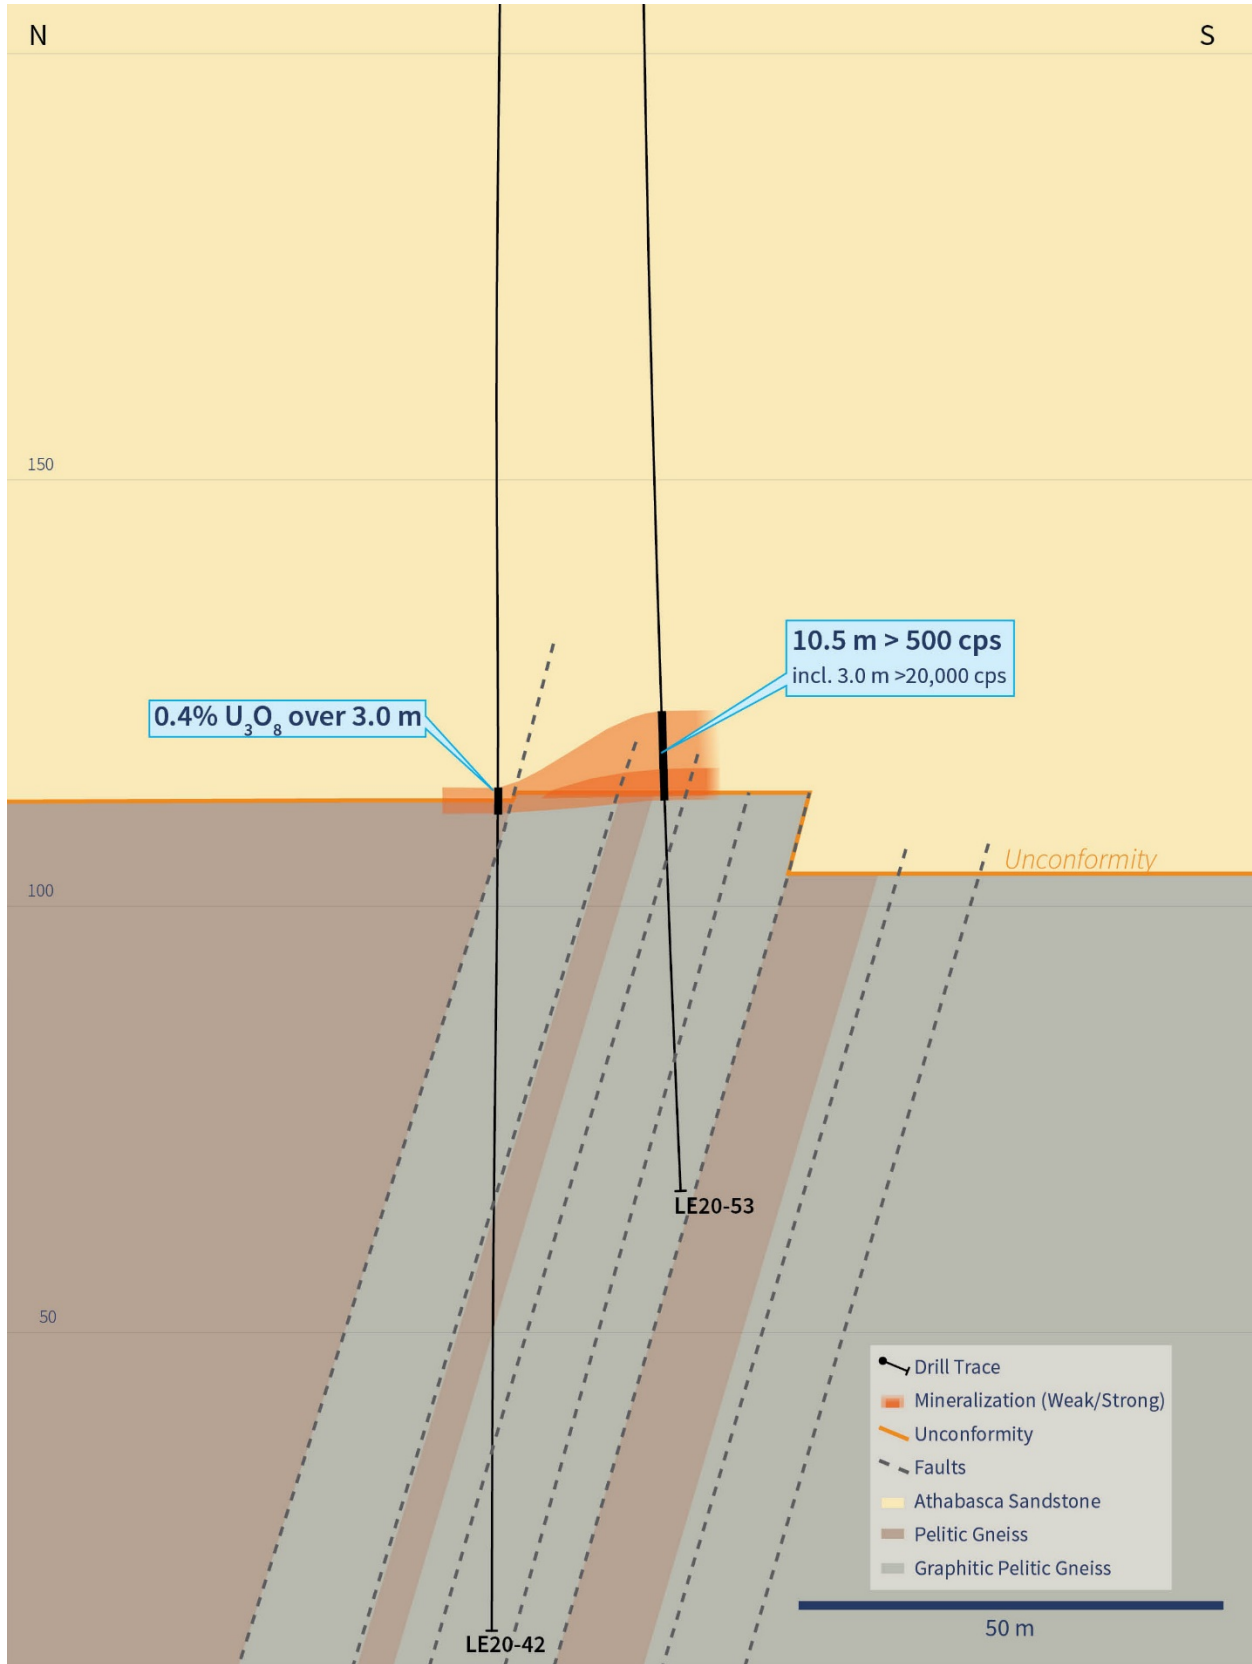 N
S
150
10.5 m > 500 cps
incl. 3.0 m >20,000 cps
0.4% U₃O₈ over 3.0 m
Unconformity
100
LE20-53
50
Drill Trace
Mineralization (Weak/Strong)
Unconformity
Faults
Athabasca Sandstone
Pelitic Gneiss
Graphitic Pelitic Gneiss
50 m
LE20-42